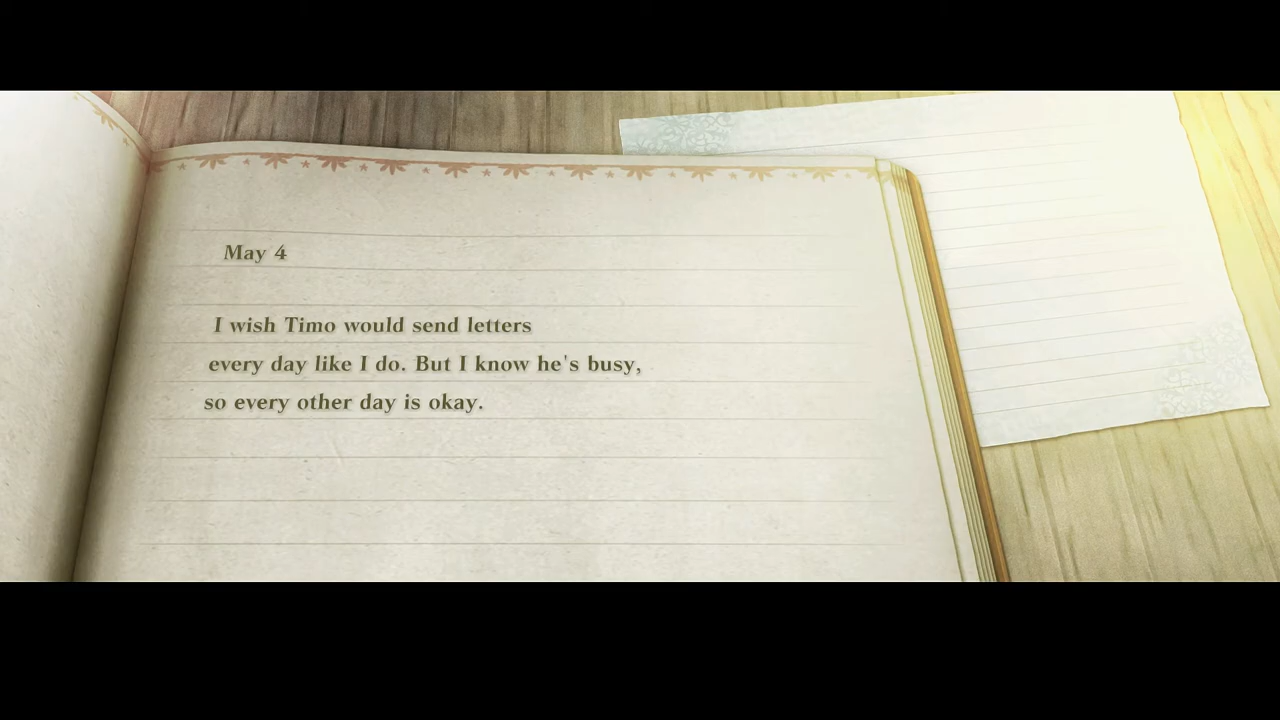 May 4
I wish Timo would send letters
every day like I do. But I know he's busy,
so every other day is okay.